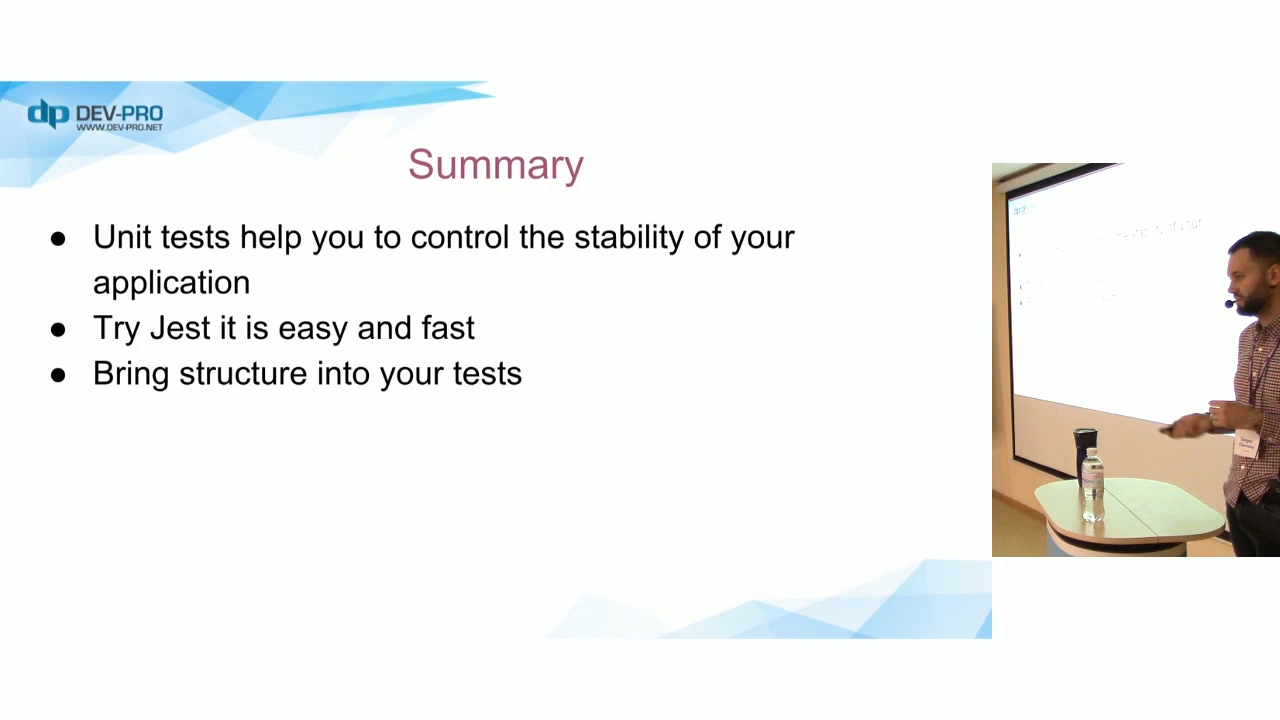 dp DEV-PRO
WWW.DEV-PRO.NET
Summary
● Unit tests help you to control the stability of your
application
● Try Jest it is easy and fast
● Bring structure into your tests